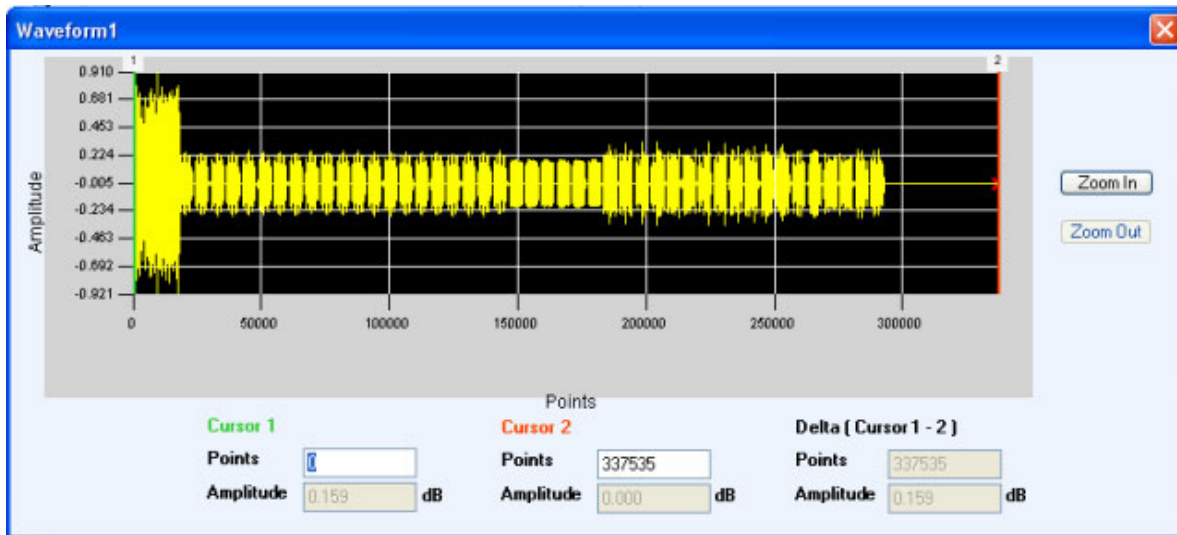 Waveform1
1
2
0.910
0.681
0.453
0.224
-0.005
-0.234
-0.463
-0.692
-0.921
Amplitude
0
50000
100000
150000
200000
250000
300000
Points
Zoom In
Zoom Out
Cursor 1
Points
0
Amplitude
0.159
dB
Cursor 2
Points
337535
Amplitude
0.000
dB
Delta ( Cursor 1 - 2 )
Points
337535
Amplitude
0.159
dB